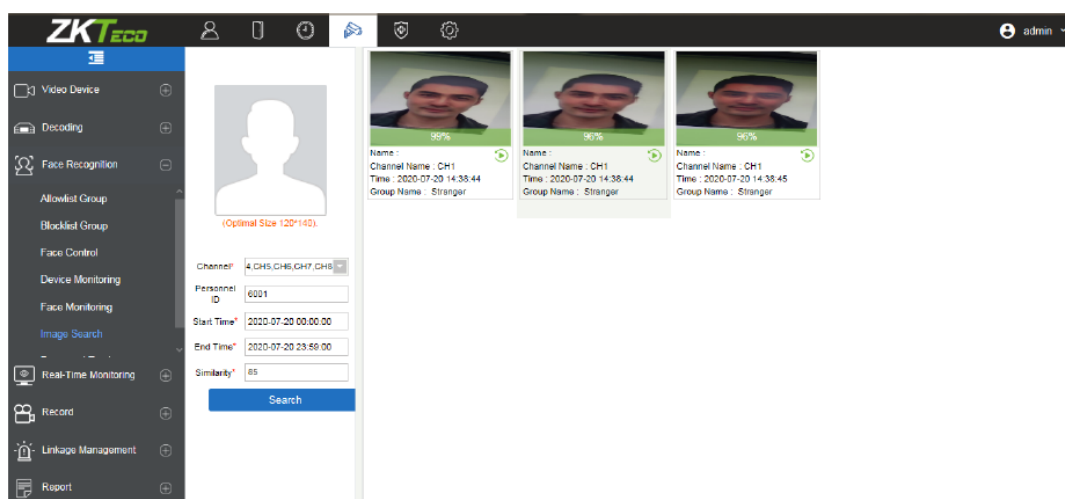 ZKTECO
admin
Video Device
Decoding
Face Recognition
Allowlist Group
Blocklist Group
Face Control
Device Monitoring
Face Monitoring
Image Search
Real-Time Monitoring
Record
Linkage Management
Report
(Optimal Size 120*140).
Channel* 4,CH5,CH6,CH7,CH8
Personnel
ID 6001
Start Time* 2020-07-20 00:00:00
End Time* 2020-07-20 23:59:00
Similarity* 85
Search
99%
Name :
Channel Name : CH1
Time : 2020-07-20 14:38:44
Group Name : Stranger
96%
Name :
Channel Name : CH1
Time : 2020-07-20 14:38:44
Group Name : Stranger
96%
Name :
Channel Name : CH1
Time : 2020-07-20 14:38:45
Group Name : Stranger